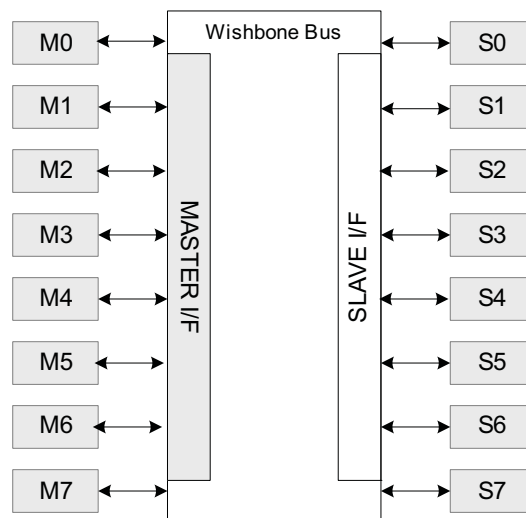 Wishbone Bus
M0
M1
M2
M3
M4
M5
M6
M7
MASTER I/F
SLAVE I/F
S0
S1
S2
S3
S4
S5
S6
S7